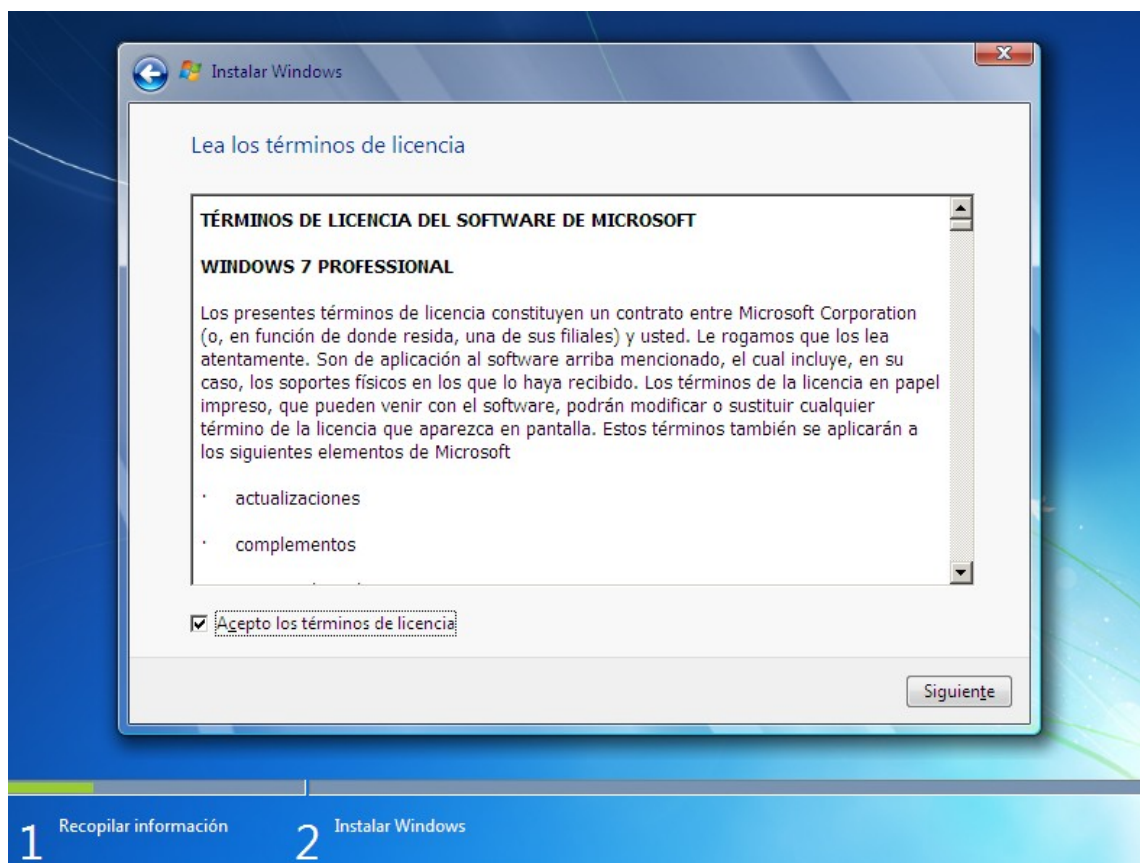 Instalar Windows
Lea los términos de licencia
TÉRMINOS DE LICENCIA DEL SOFTWARE DE MICROSOFT
WINDOWS 7 PROFESSIONAL
Los presentes términos de licencia constituyen un contrato entre Microsoft Corporation
(o, en función de donde resida, una de sus filiales) y usted. Le rogamos que los lea
atentamente. Son de aplicación al software arriba mencionado, el cual incluye, en su
caso, los soportes físicos en los que lo haya recibido. Los términos de la licencia en papel
impreso, que pueden venir con el software, podrán modificar o sustituir cualquier
término de la licencia que aparezca en pantalla. Estos términos también se aplicarán a
los siguientes elementos de Microsoft
· actualizaciones
· complementos
Acepto los términos de licencia
Siguiente
1 Recopilar información
2 Instalar Windows